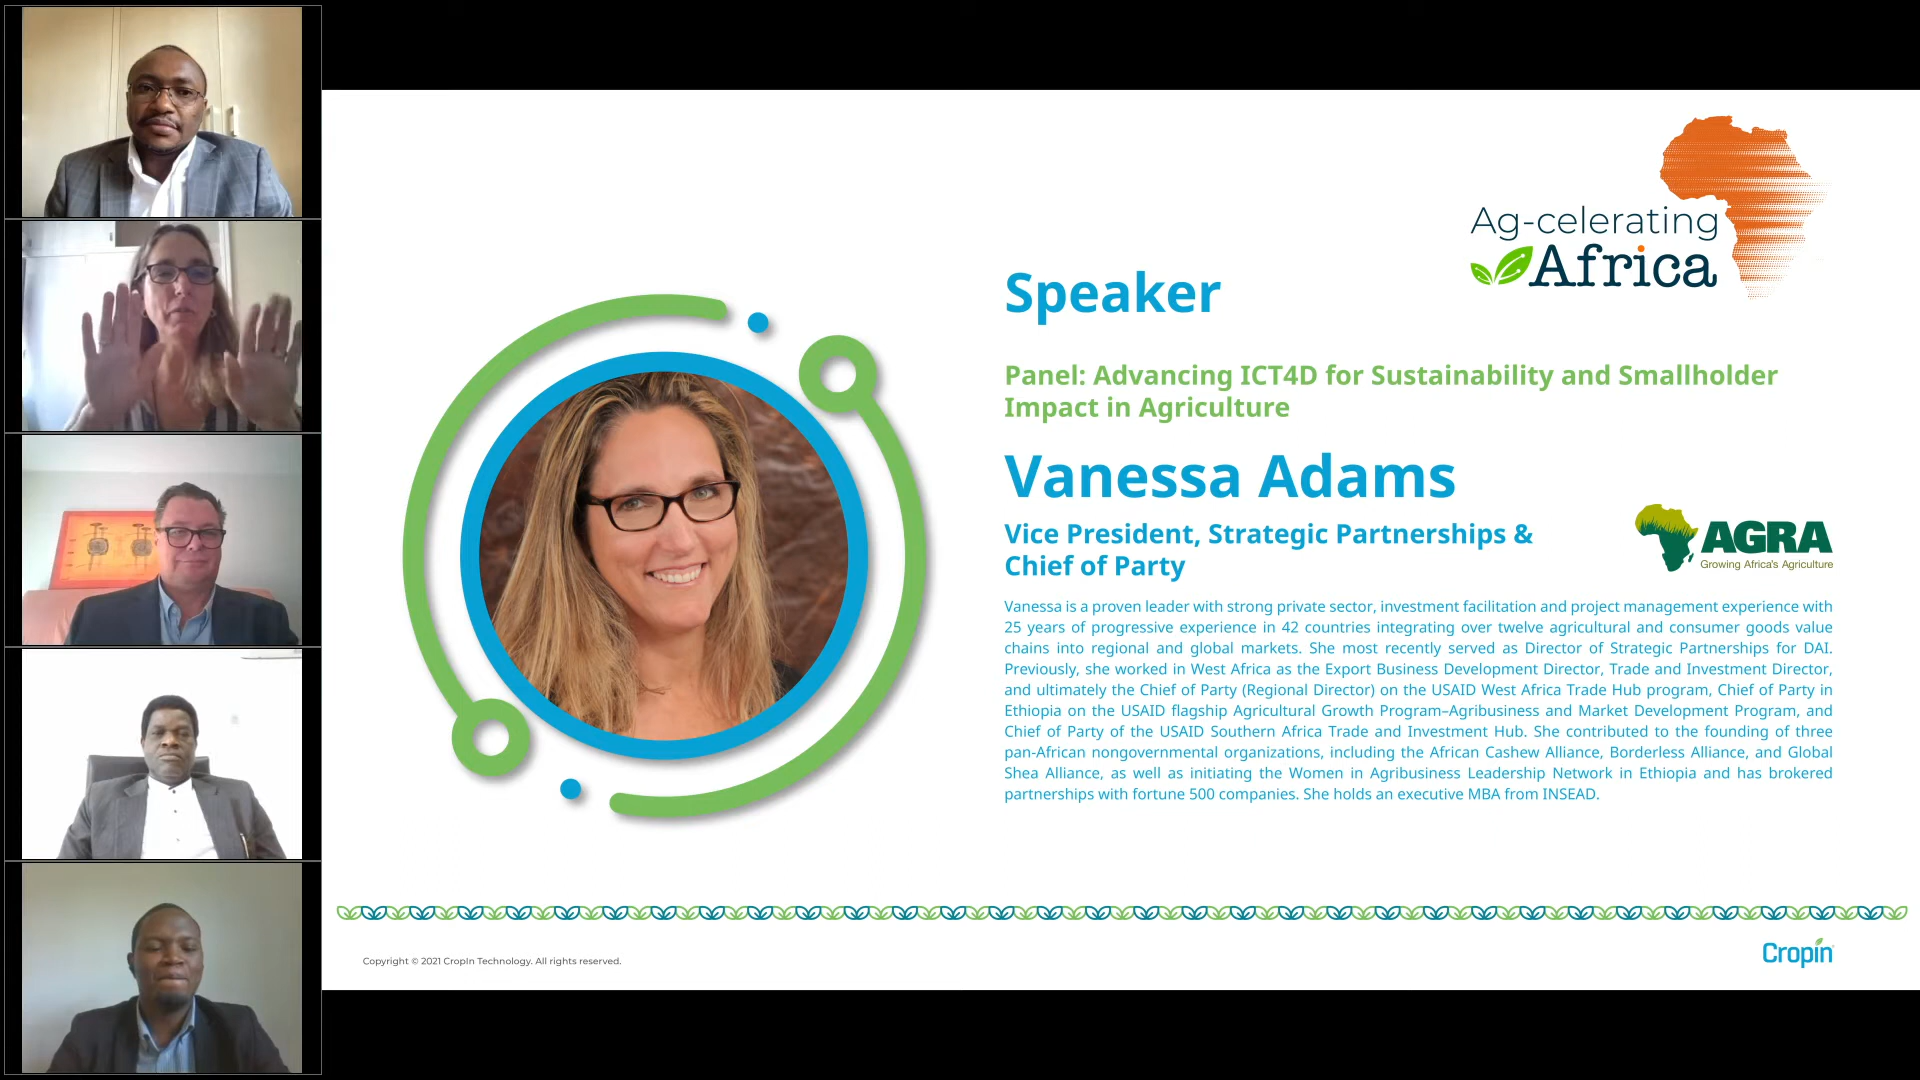 Ag-celerating
Africa
Speaker
Panel: Advancing ICT4D for Sustainability and Smallholder
Impact in Agriculture
Vanessa Adams
Vice President, Strategic Partnerships &
Chief of Party
AGRA
Growing Africa's Agriculture
Vanessa is a proven leader with strong private sector, investment facilitation and project management experience with
25 years of progressive experience in 42 countries integrating over twelve agricultural and consumer goods value
chains into regional and global markets. She most recently served as Director of Strategic Partnerships for DAI.
Previously, she worked in West Africa as the Export Business Development Director, Trade and Investment Director,
and ultimately the Chief of Party (Regional Director) on the USAID West Africa Trade Hub program, Chief of Party in
Ethiopia on the USAID flagship Agricultural Growth Program–Agribusiness and Market Development Program, and
Chief of Party of the USAID Southern Africa Trade and Investment Hub. She contributed to the founding of three
pan-African nongovernmental organizations, including the African Cashew Alliance, Borderless Alliance, and Global
Shea Alliance, as well as initiating the Women in Agribusiness Leadership Network in Ethiopia and has brokered
partnerships with fortune 500 companies. She holds an executive MBA from INSEAD.
Copyright © 2021 CropIn Technology. All rights reserved.
Cropin